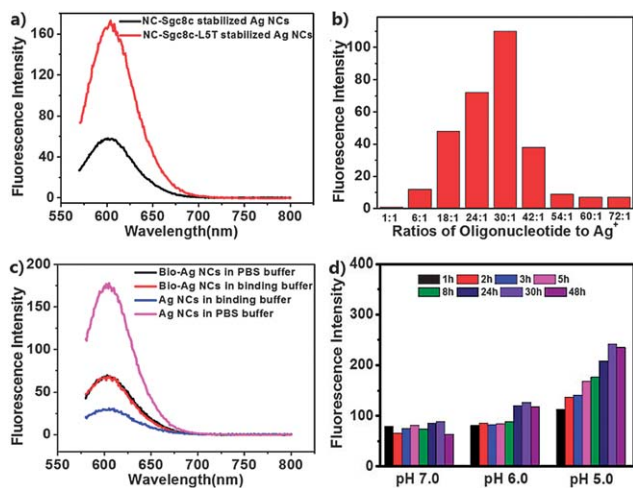 a)
NC-Sgc8c stabilized Ag NCs
NC-Sgc8c-L5T stabilized Ag NCs
Fluorescence Intensity
160
120
80
40
0
550 600 650 700 750 800
Wavelength(nm)
b)
Fluorescence Intensity
100
80
60
40
20
0
1:1 6:1 18:1 24:1 30:1 42:1 54:1 60:1 72:1
Ratios of Oligonucleotide to Ag+
c)
Bio-Ag NCs in PBS buffer
Bio-Ag NCs in binding buffer
Ag NCs in binding buffer
Ag NCs in PBS buffer
Fluorescence Intensity
200
150
100
50
0
550 600 650 700 750 800
Wavelength(nm)
d)
1h 2h 3h 5h
8h 24h 30h 48h
Fluorescence Intensity
400
300
200
100
0
pH 7.0 pH 6.0 pH 5.0